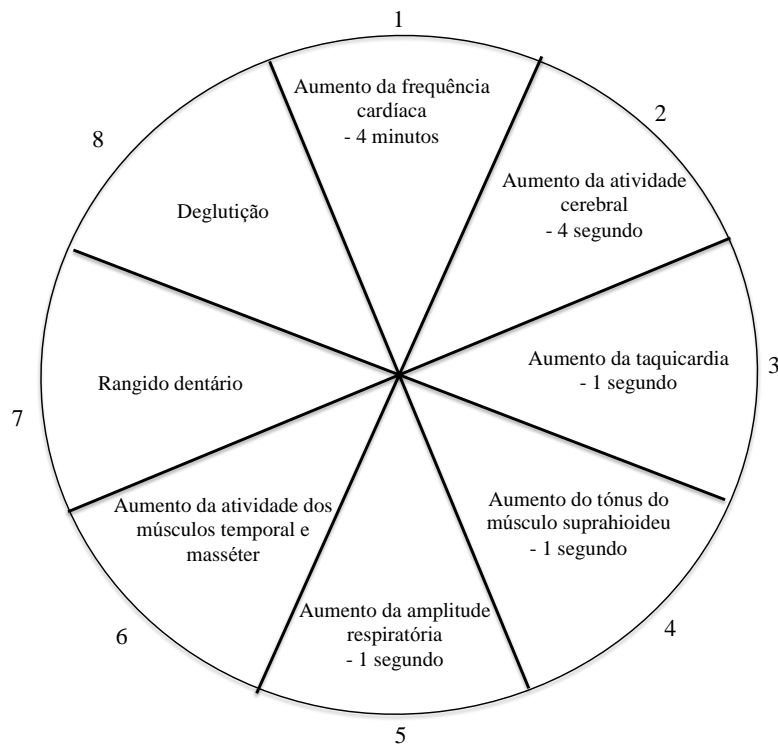 1
Aumento da frequência
cardíaca
- 4 minutos
2
Aumento da atividade
cerebral
- 4 segundo
3
Aumento da taquicardia
- 1 segundo
4
Aumento do tónus do
músculo suprahioideu
- 1 segundo
5
Aumento da amplitude
respiratória
- 1 segundo
6
Aumento da atividade dos
músculos temporal e
masséter
7
Rangido dentário
8
Deglutição